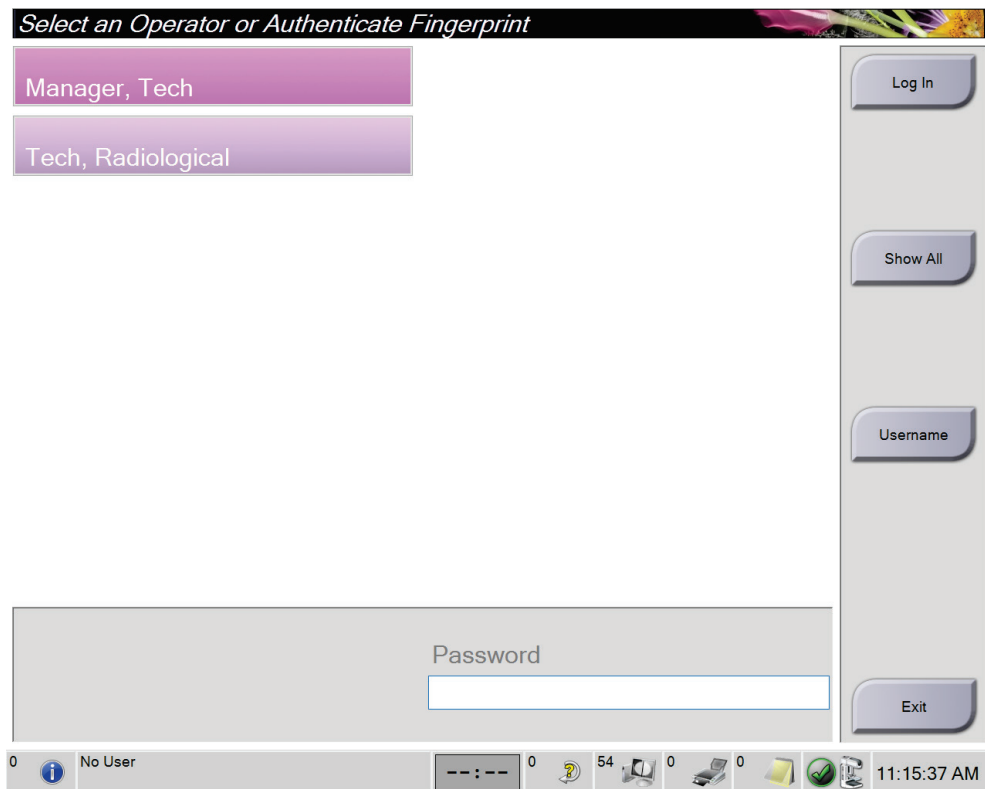 Select an Operator or Authenticate Fingerprint
Manager, Tech
Log In
Tech, Radiological
Show All
Username
Password
Exit
0 No User --:-- 0 54 0 0 11:15:37 AM